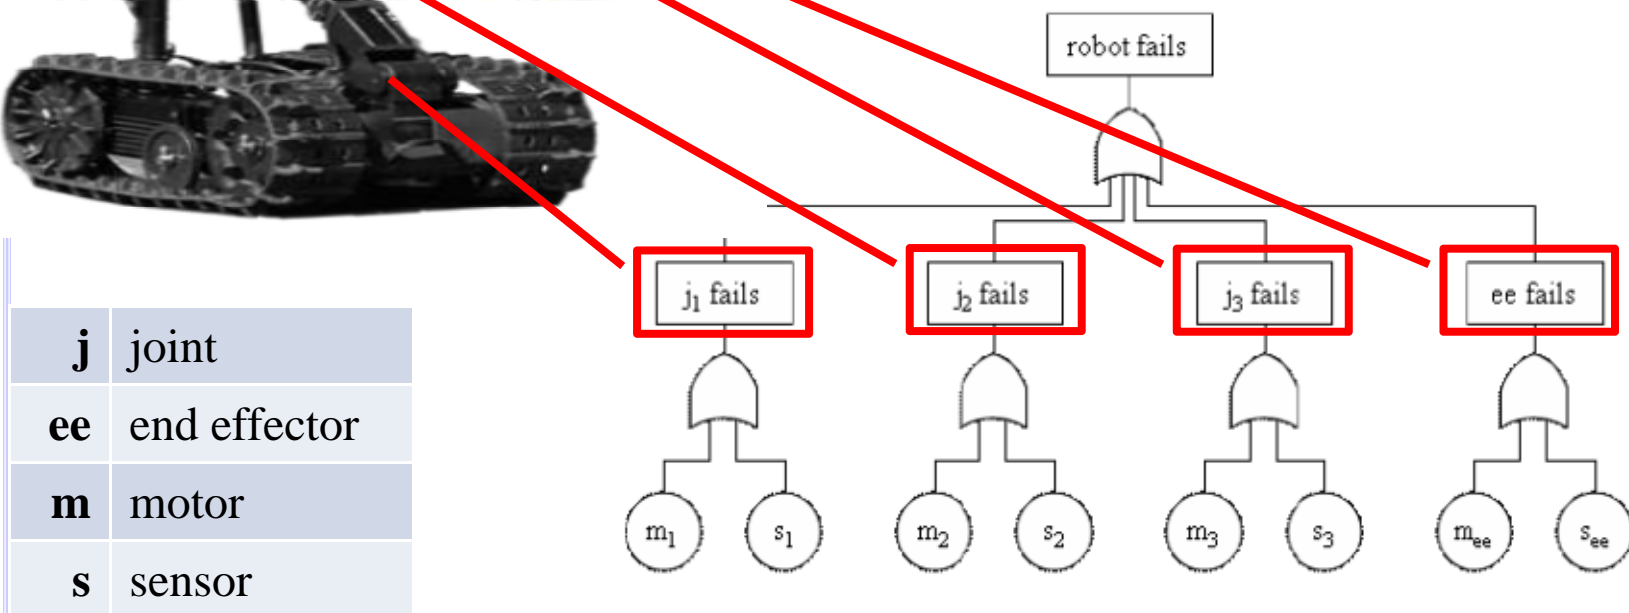 robot fails
j₁ fails
j₂ fails
j₃ fails
ee fails
j joint
ee end effector
m motor
s sensor
m₁
s₁
m₂
s₂
m₃
s₃
mₑₑ
sₑₑ